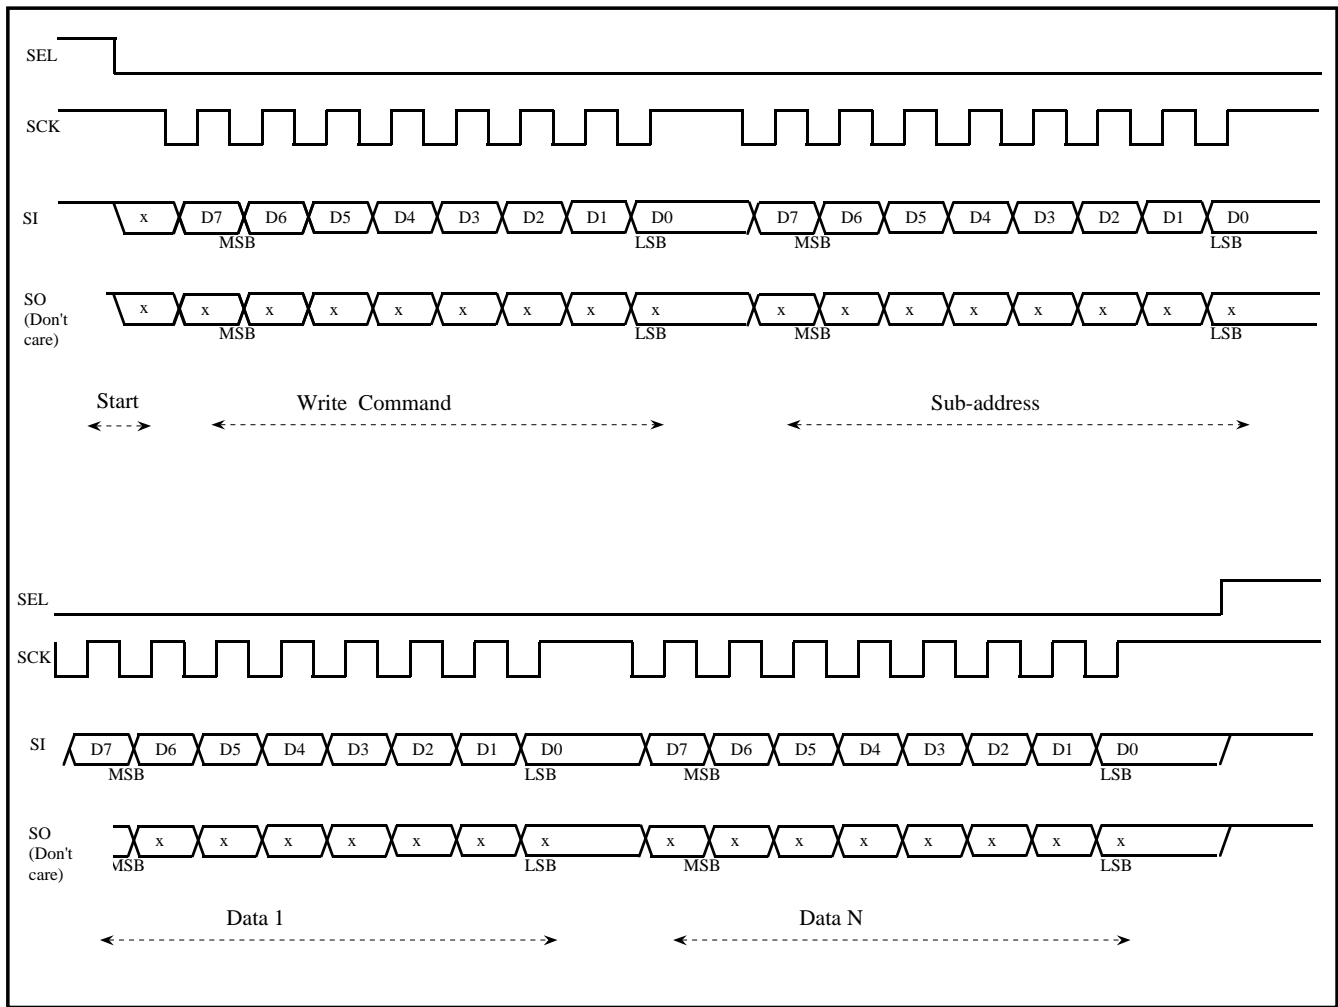 SEL
SCK
SI x D7 D6 D5 D4 D3 D2 D1 D0 D7 D6 D5 D4 D3 D2 D1 D0
MSB LSB MSB LSB
SO
(Don't
care)
x x x x x x x x x x x x x x x x x
MSB LSB MSB LSB
Start Write Command Sub-address
SEL
SCK
SI D7 D6 D5 D4 D3 D2 D1 D0 D7 D6 D5 D4 D3 D2 D1 D0
MSB LSB MSB LSB
SO
(Don't
care)
x x x x x x x x x x x x x x x
MSB LSB MSB LSB
Data 1 Data N